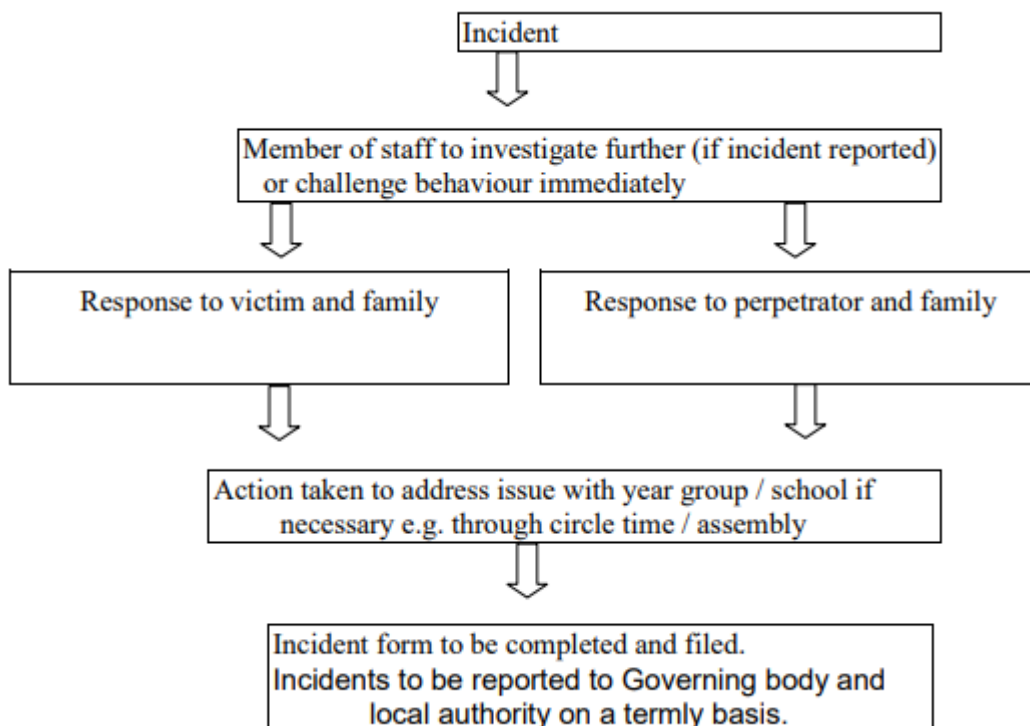 Incident
Member of staff to investigate further (if incident reported)
or challenge behaviour immediately
Response to victim and family
Response to perpetrator and family
Action taken to address issue with year group / school if
necessary e.g. through circle time / assembly
Incident form to be completed and filed.
Incidents to be reported to Governing body and
local authority on a termly basis.